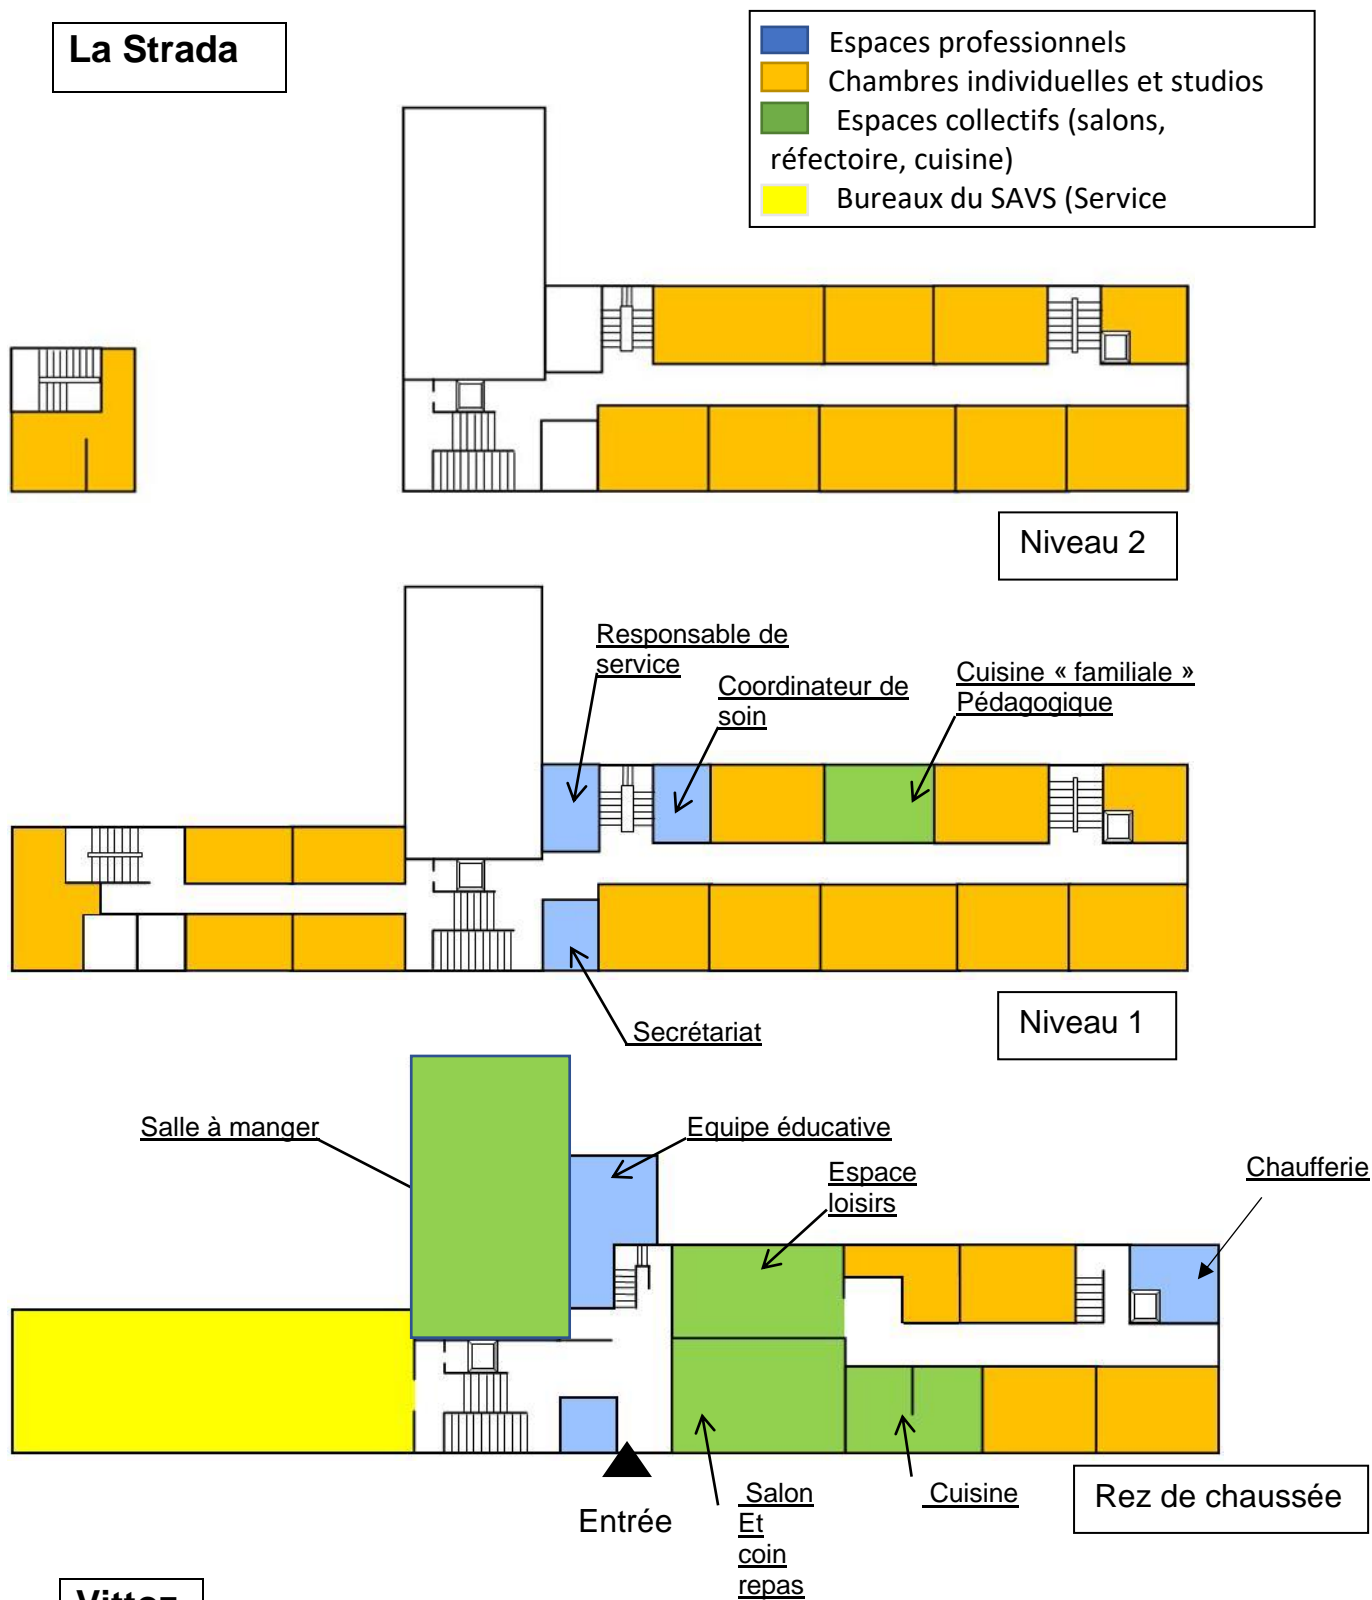 La Strada
Espaces professionnels
Chambres individuelles et studios
Espaces collectifs (salons,
réfectoire, cuisine)
Bureaux du SAVS (Service
Niveau 2
Responsable de
service
Coordinateur de
soin
Cuisine « familiale »
Pédagogique
Secrétariat
Niveau 1
Salle à manger
Equipe éducative
Espace
loisirs
Chaufferie
Entrée
Salon
Et
coin
repas
Cuisine
Rez de chaussée
Vittoz